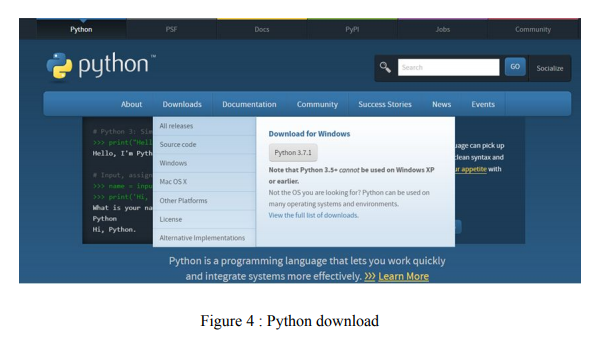 Python PSF Docs PyPI Jobs Community
python™
Search GO Socialize
About Downloads Documentation Community Success Stories News Events
# Python 3: Sim
>>> print("Hell
Hello, I'm Pyth
# Input, assign
>>> name = inpu
>>> print('Hi,
What is your na
Python
Hi, Python.
All releases
Source code
Windows
Mac OS X
Other Platforms
License
Alternative Implementations
Download for Windows
Python 3.7.1
Note that Python 3.5+ cannot be used on Windows XP
or earlier.
Not the OS you are looking for? Python can be used on
many operating systems and environments.
View the full list of downloads.
uage can pick up
clean syntax and
ur appetite with
Python is a programming language that lets you work quickly
and integrate systems more effectively. >>> Learn More
Figure 4 : Python download